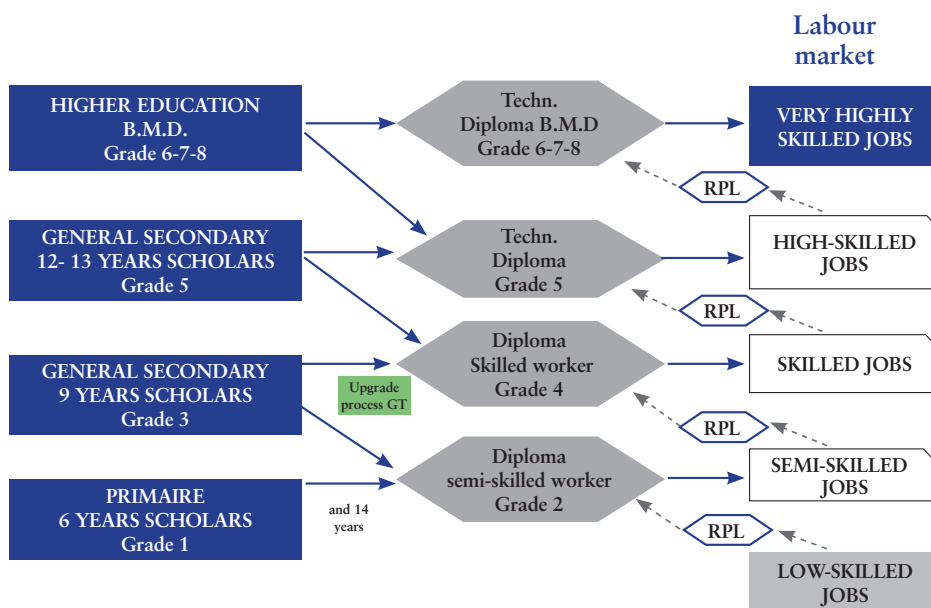 Labour
market
HIGHER EDUCATION
B.M.D.
Grade 6-7-8
Techn.
Diploma B.M.D
Grade 6-7-8
VERY HIGHLY
SKILLED JOBS
RPL
GENERAL SECONDARY
12- 13 YEARS SCHOLARS
Grade 5
Techn.
Diploma
Grade 5
HIGH-SKILLED
JOBS
RPL
GENERAL SECONDARY
9 YEARS SCHOLARS
Grade 3
Upgrade
process GT
Diploma
Skilled worker
Grade 4
SKILLED JOBS
RPL
PRIMAIRE
6 YEARS SCHOLARS
Grade 1
and 14
years
Diploma
semi-skilled worker
Grade 2
SEMI-SKILLED
JOBS
RPL
LOW-SKILLED
JOBS